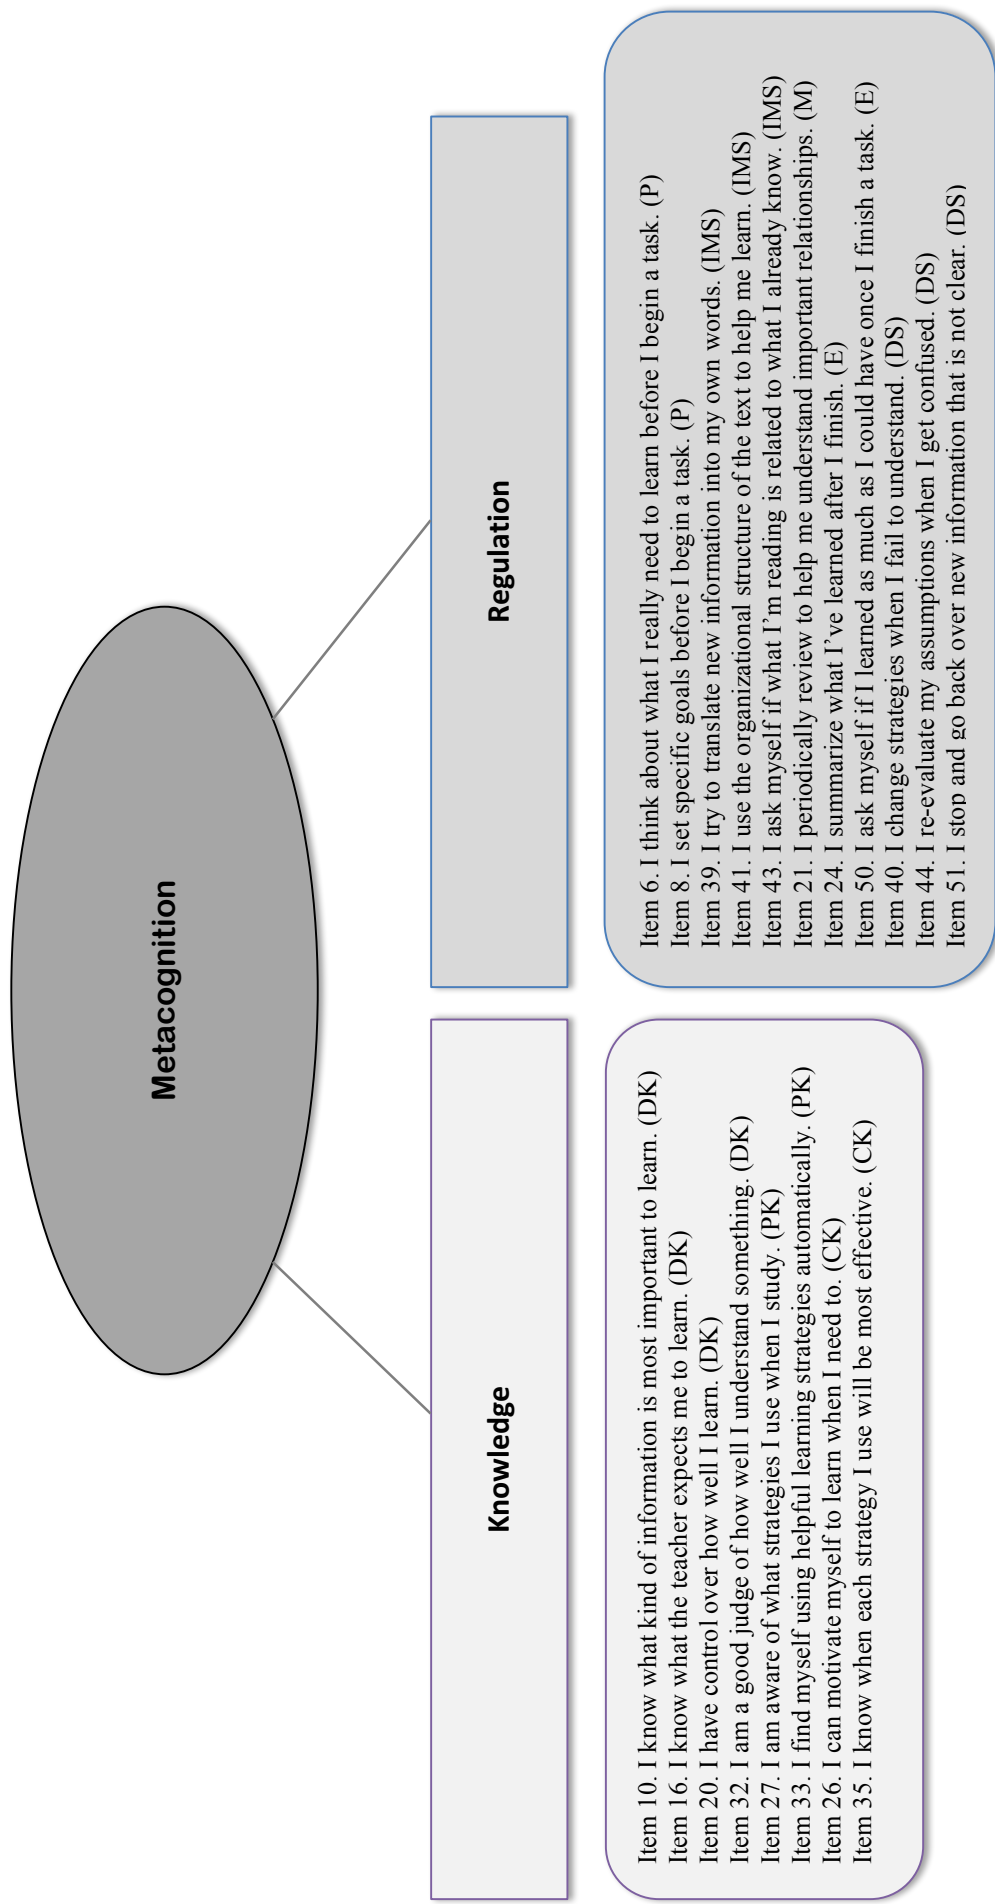 Metacognition
Knowledge
Regulation
Item 10. I know what kind of information is most important to learn. (DK)
Item 16. I know what the teacher expects me to learn. (DK)
Item 20. I have control over how well I learn. (DK)
Item 32. I am a good judge of how well I understand something. (DK)
Item 27. I am aware of what strategies I use when I study. (PK)
Item 33. I find myself using helpful learning strategies automatically. (PK)
Item 26. I can motivate myself to learn when I need to. (CK)
Item 35. I know when each strategy I use will be most effective. (CK)
Item 6. I think about what I really need to learn before I begin a task. (P)
Item 8. I set specific goals before I begin a task. (P)
Item 39. I try to translate new information into my own words. (IMS)
Item 41. I use the organizational structure of the text to help me learn. (IMS)
Item 43. I ask myself if what I'm reading is related to what I already know. (IMS)
Item 21. I periodically review to help me understand important relationships. (M)
Item 24. I summarize what I've learned after I finish. (E)
Item 50. I ask myself if I learned as much as I could have once I finish a task. (E)
Item 40. I change strategies when I fail to understand. (DS)
Item 44. I re-evaluate my assumptions when I get confused. (DS)
Item 51. I stop and go back over new information that is not clear. (DS)